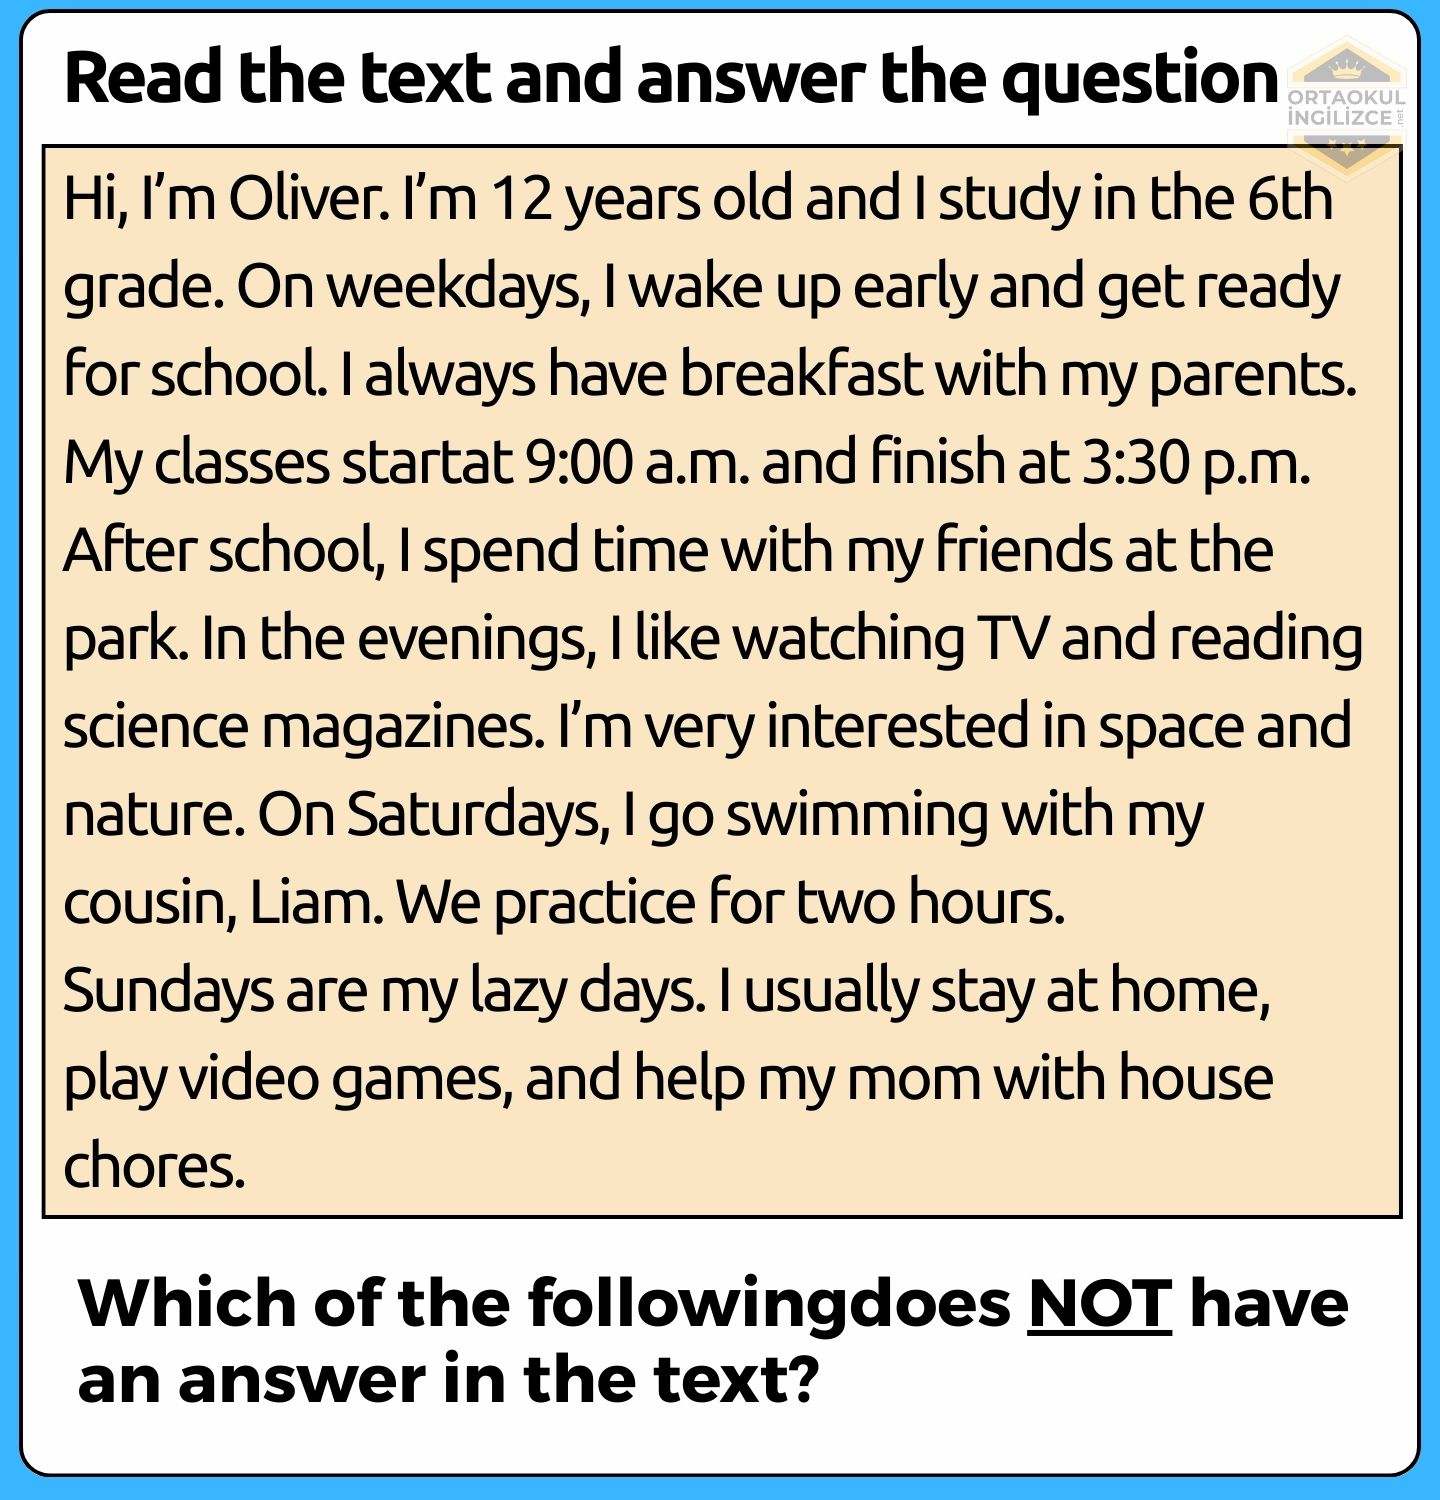 Read the text and answer the question
ORTAOKUL
İNGİLİZCE
.net
Hi, I’m Oliver. I’m 12 years old and I study in the 6th
grade. On weekdays, I wake up early and get ready
for school. I always have breakfast with my parents.
My classes startat 9:00 a.m. and finish at 3:30 p.m.
After school, I spend time with my friends at the
park. In the evenings, I like watching TV and reading
science magazines. I’m very interested in space and
nature. On Saturdays, I go swimming with my
cousin, Liam. We practice for two hours.
Sundays are my lazy days. I usually stay at home,
play video games, and help my mom with house
chores.
Which of the followingdoes NOT have
an answer in the text?